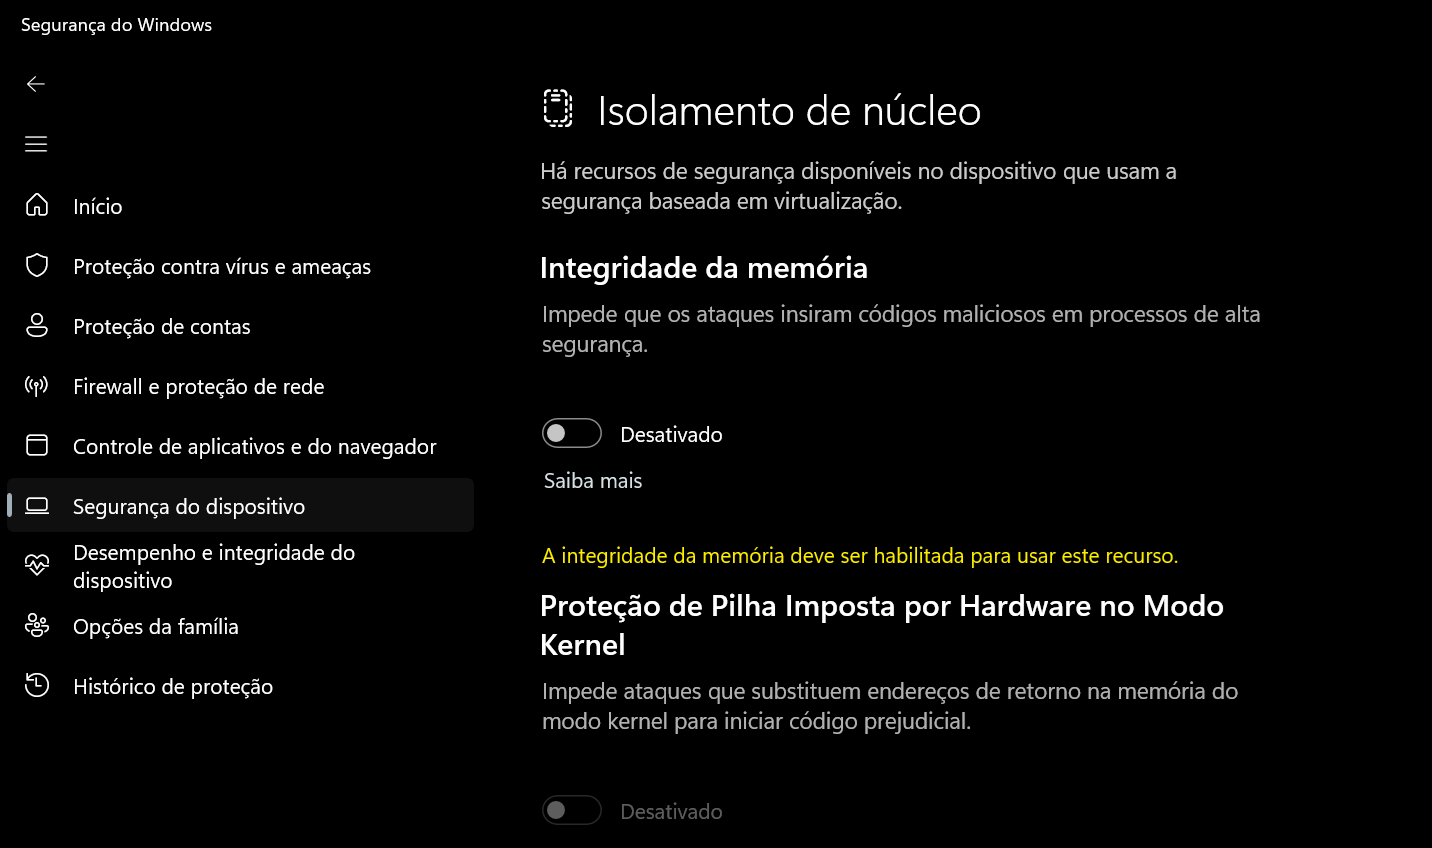 Segurança do Windows
Início
Proteção contra vírus e ameaças
Proteção de contas
Firewall e proteção de rede
Controle de aplicativos e do navegador
Segurança do dispositivo
Desempenho e integridade do
dispositivo
Opções da família
Histórico de proteção
Isolamento de núcleo
Há recursos de segurança disponíveis no dispositivo que usam a
segurança baseada em virtualização.
Integridade da memória
Impede que os ataques insiram códigos maliciosos em processos de alta
segurança.
Desativado
Saiba mais
A integridade da memória deve ser habilitada para usar este recurso.
Proteção de Pilha Imposta por Hardware no Modo
Kernel
Impede ataques que substituem endereços de retorno na memória do
modo kernel para iniciar código prejudicial.
Desativado